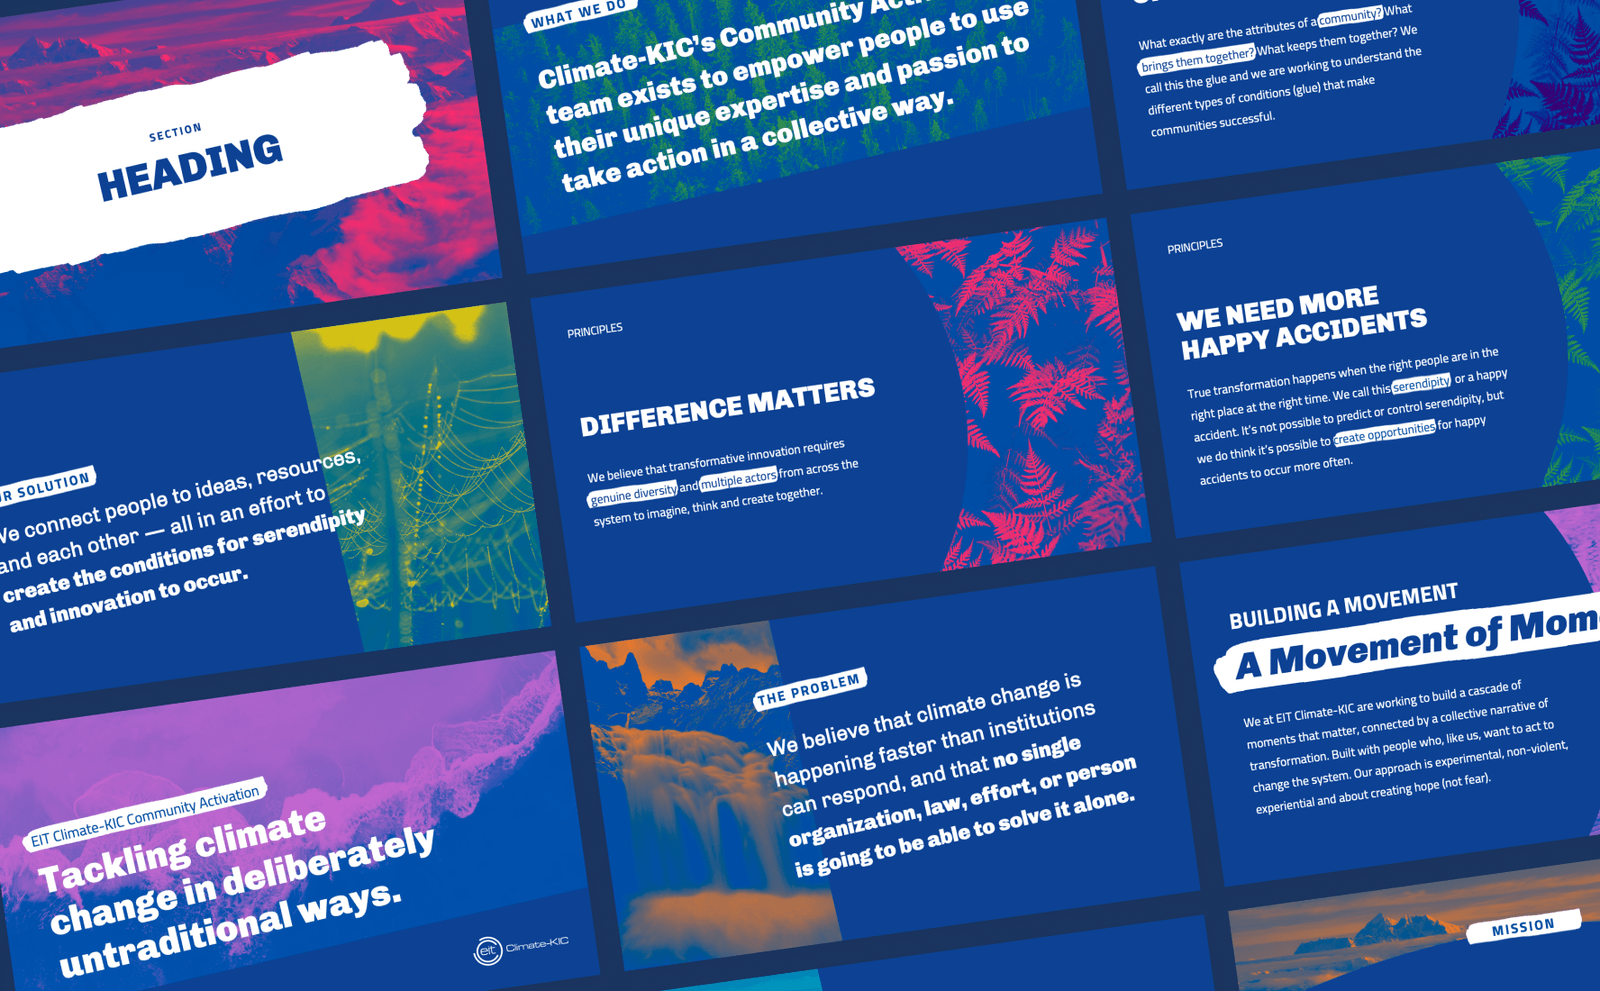 SECTION
HEADING
WHAT WE DO
Climate-KIC's Community
team exists to empower people to use
their unique expertise and passion to
take action in a collective way.
What exactly are the attributes of a community? What
brings them together? What keeps them together? We
call this the glue and we are working to understand the
different types of conditions (glue) that make
communities successful.
SOLUTION
We connect people to ideas, resources,
and each other — all in an effort to
create the conditions for serendipity
and innovation to occur.
PRINCIPLES
DIFFERENCE MATTERS
We believe that transformative innovation requires
genuine diversity and multiple actors from across the
system to imagine, think and create together.
PRINCIPLES
WE NEED MORE
HAPPY ACCIDENTS
True transformation happens when the right people are in the
right place at the right time. We call this serendipity or a happy
accident. It's not possible to predict or control serendipity, but
we do think it's possible to create opportunities for happy
accidents to occur more often.
EIT Climate-KIC Community Activation
Tackling climate
change in deliberately
untraditional ways.
eit Climate-KIC
THE PROBLEM
We believe that climate change is
happening faster than institutions
can respond, and that no single
organization, law, effort, or person
is going to be able to solve it alone.
BUILDING A MOVEMENT
A Movement of Mom
We at EIT Climate-KIC are working to build a cascade of
moments that matter, connected by a collective narrative of
transformation. Built with people who, like us, want to act to
change the system. Our approach is experimental, non-violent,
experiential and about creating hope (not fear).
MISSION